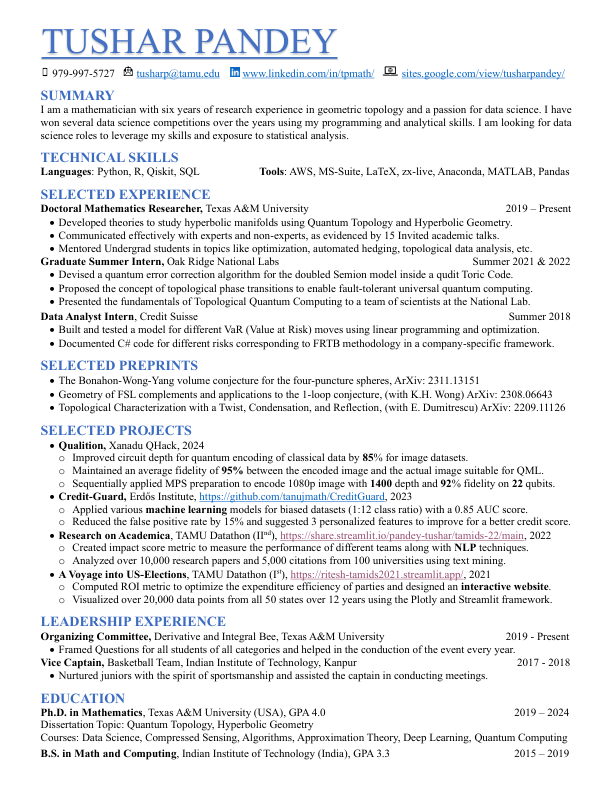 TUSHAR PANDEY
979-997-5727 tusharp@tamu.edu www.linkedin.com/in/tpmath/ sites.google.com/view/tusharpandey/
SUMMARY
I am a mathematician with six years of research experience in geometric topology and a passion for data science. I have
won several data science competitions over the years using my programming and analytical skills. I am looking for data
science roles to leverage my skills and exposure to statistical analysis.
TECHNICAL SKILLS
Languages: Python, R, Qiskit, SQL Tools: AWS, MS-Suite, LaTeX, zx-live, Anaconda, MATLAB, Pandas
SELECTED EXPERIENCE
Doctoral Mathematics Researcher, Texas A&M University 2019 – Present
• Developed theories to study hyperbolic manifolds using Quantum Topology and Hyperbolic Geometry.
• Communicated effectively with experts and non-experts, as evidenced by 15 Invited academic talks.
• Mentored Undergrad students in topics like optimization, automated hedging, topological data analysis, etc.
Graduate Summer Intern, Oak Ridge National Labs Summer 2021 & 2022
• Devised a quantum error correction algorithm for the doubled Semion model inside a qudit Toric Code.
• Proposed the concept of topological phase transitions to enable fault-tolerant universal quantum computing.
• Presented the fundamentals of Topological Quantum Computing to a team of scientists at the National Lab.
Data Analyst Intern, Credit Suisse Summer 2018
• Built and tested a model for different VaR (Value at Risk) moves using linear programming and optimization.
• Documented C# code for different risks corresponding to FRTB methodology in a company-specific framework.
SELECTED PREPRINTS
• The Bonahon-Wong-Yang volume conjecture for the four-puncture spheres, ArXiv: 2311.13151
• Geometry of FSL complements and applications to the 1-loop conjecture, (with K.H. Wong) ArXiv: 2308.06643
• Topological Characterization with a Twist, Condensation, and Reflection, (with E. Dumitrescu) ArXiv: 2209.11126
SELECTED PROJECTS
• Qualition, Xanadu QHack, 2024
o Improved circuit depth for quantum encoding of classical data by 85% for image datasets.
o Maintained an average fidelity of 95% between the encoded image and the actual image suitable for QML.
o Sequentially applied MPS preparation to encode 1080p image with 1400 depth and 92% fidelity on 22 qubits.
• Credit-Guard, Erdős Institute, https://github.com/tanujmath/CreditGuard, 2023
o Applied various machine learning models for biased datasets (1:12 class ratio) with a 0.85 AUC score.
o Reduced the false positive rate by 15% and suggested 3 personalized features to improve for a better credit score.
• Research on Academica, TAMU Datathon (IInd), https://share.streamlit.io/pandey-tushar/tamids-22/main, 2022
o Created impact score metric to measure the performance of different teams along with NLP techniques.
o Analyzed over 10,000 research papers and 5,000 citations from 100 universities using text mining.
• A Voyage into US-Elections, TAMU Datathon (Ist), https://ritesh-tamids2021.streamlit.app/, 2021
o Computed ROI metric to optimize the expenditure efficiency of parties and designed an interactive website.
o Visualized over 20,000 data points from all 50 states over 12 years using the Plotly and Streamlit framework.
LEADERSHIP EXPERIENCE
Organizing Committee, Derivative and Integral Bee, Texas A&M University 2019 - Present
• Framed Questions for all students of all categories and helped in the conduction of the event every year.
Vice Captain, Basketball Team, Indian Institute of Technology, Kanpur 2017 - 2018
• Nurtured juniors with the spirit of sportsmanship and assisted the captain in conducting meetings.
EDUCATION
Ph.D. in Mathematics, Texas A&M University (USA), GPA 4.0 2019 – 2024
Dissertation Topic: Quantum Topology, Hyperbolic Geometry
Courses: Data Science, Compressed Sensing, Algorithms, Approximation Theory, Deep Learning, Quantum Computing
B.S. in Math and Computing, Indian Institute of Technology (India), GPA 3.3 2015 – 2019